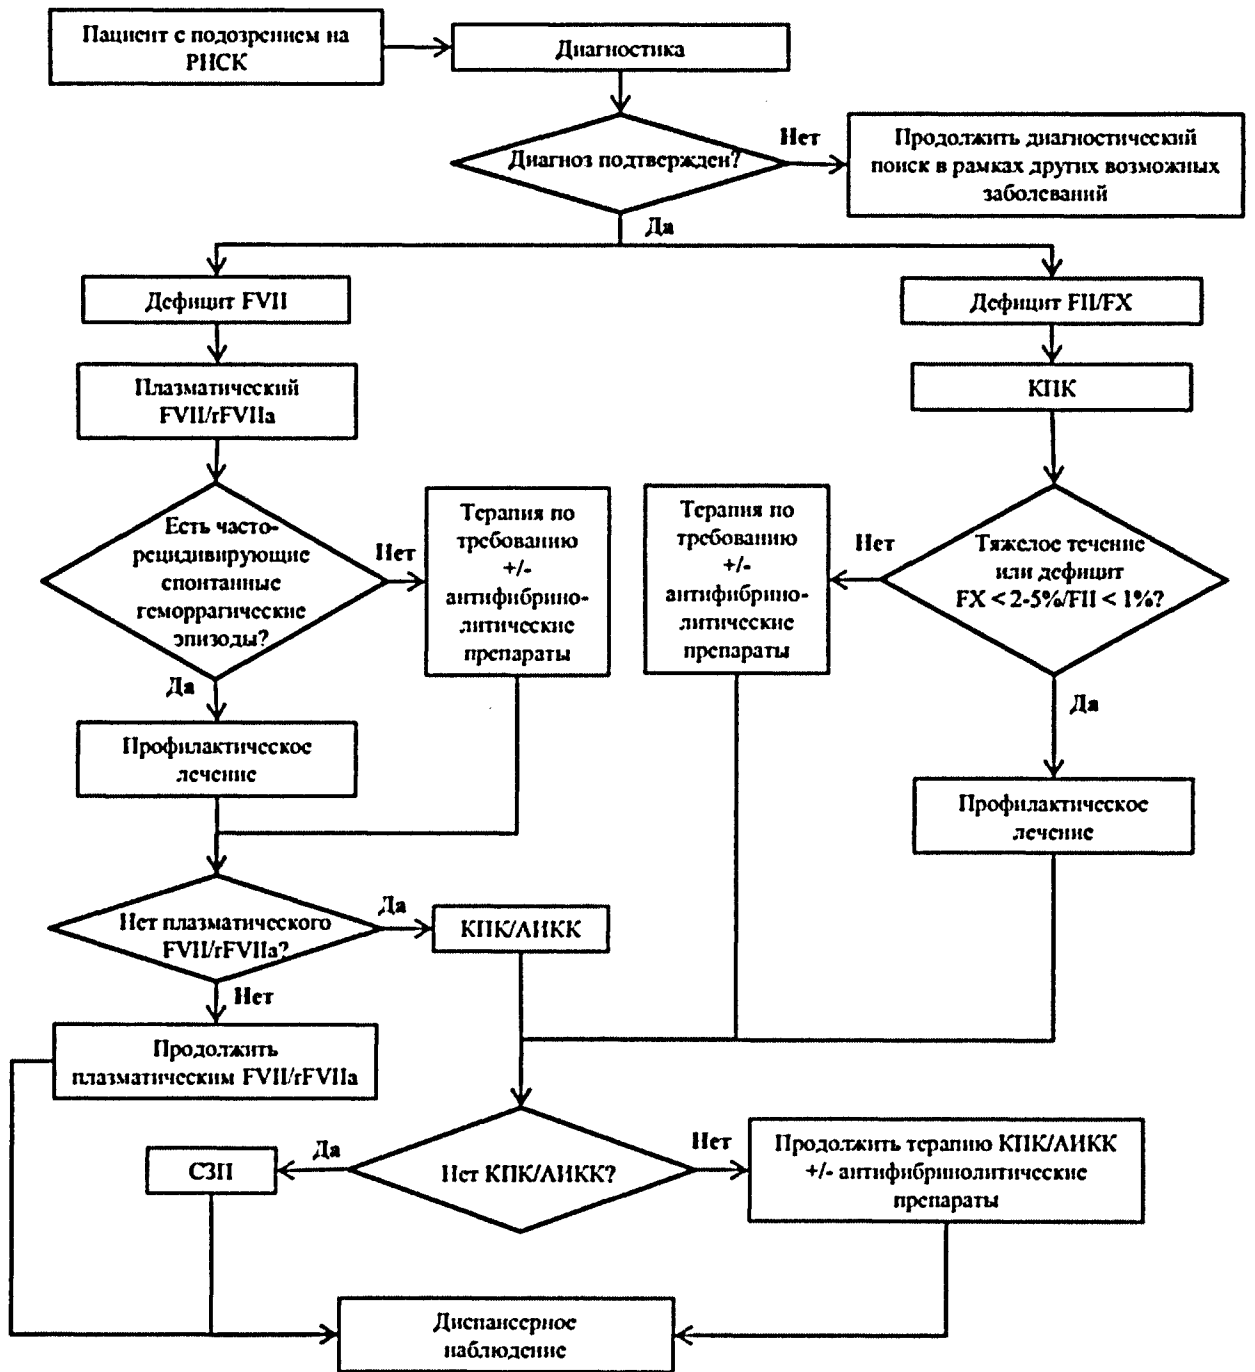 Пациент с подозрением на
РНСК
Диагностика
Диагноз подтвержден?
Нет
Продолжить диагностический
поиск в рамках других возможных
заболеваний
Да
Дефицит FVII
Дефицит FII/FX
Плазматический
FVII/rFVIIa
КПК
Есть часто-
рецидивирующие
спонтанные
геморрагические
эпизоды?
Нет
Терапия по
требованию
+/-
антифибрино-
литические
препараты
Терапия по
требованию
+/-
антифибрино-
литические
препараты
Нет
Тяжелое течение
или дефицит
FX < 2-5%/FII < 1%?
Да
Да
Профилактическое
лечение
Профилактическое
лечение
Нет плазматического
FVII/rFVIIa?
Да
КПК/АИКК
Нет
Продолжить
плазматическим FVII/rFVIIa
Нет КПК/АИКК?
Да
СЗП
Нет
Продолжить терапию КПК/АИКК
+/- антифибринолитические
препараты
Диспансерное
наблюдение